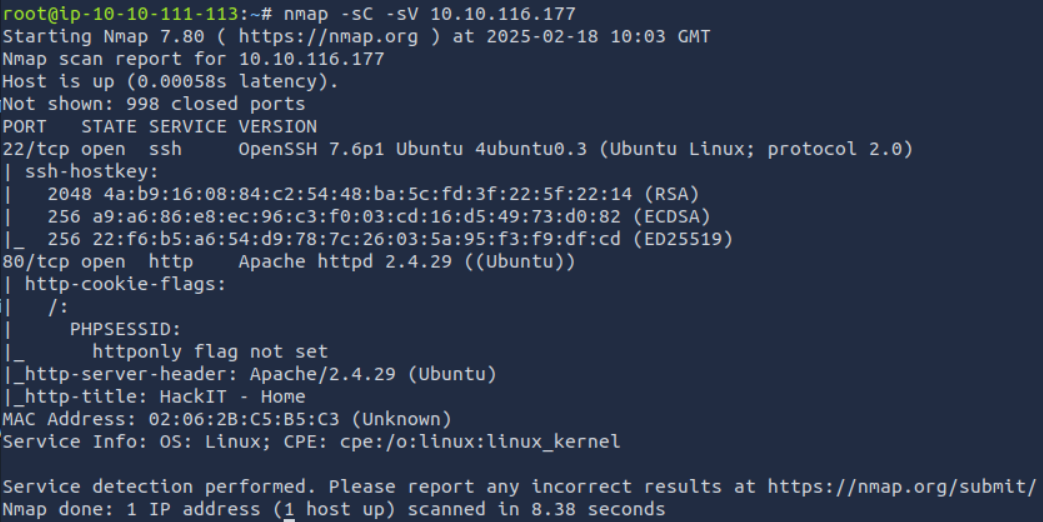 root@ip-10-10-111-113:~# nmap -sC -sV 10.10.116.177
Starting Nmap 7.80 ( https://nmap.org ) at 2025-02-18 10:03 GMT
Nmap scan report for 10.10.116.177
Host is up (0.00058s latency).
Not shown: 998 closed ports
PORT   STATE SERVICE VERSION
22/tcp open  ssh     OpenSSH 7.6p1 Ubuntu 4ubuntu0.3 (Ubuntu Linux; protocol 2.0)
| ssh-hostkey:
|   2048 4a:b9:16:08:84:c2:54:48:ba:5c:fd:3f:22:5f:22:14 (RSA)
|   256 a9:a6:86:e8:ec:96:c3:f0:03:cd:16:d5:49:73:d0:82 (ECDSA)
|_  256 22:f6:b5:a6:54:d9:78:7c:26:03:5a:95:f3:f9:df:cd (ED25519)
80/tcp open  http    Apache httpd 2.4.29 ((Ubuntu))
| http-cookie-flags:
|   /:
|     PHPSESSID:
|_      httponly flag not set
|_http-server-header: Apache/2.4.29 (Ubuntu)
|_http-title: HackIT - Home
MAC Address: 02:06:2B:C5:B5:C3 (Unknown)
Service Info: OS: Linux; CPE: cpe:/o:linux:linux_kernel

Service detection performed. Please report any incorrect results at https://nmap.org/submit/
Nmap done: 1 IP address (1 host up) scanned in 8.38 seconds